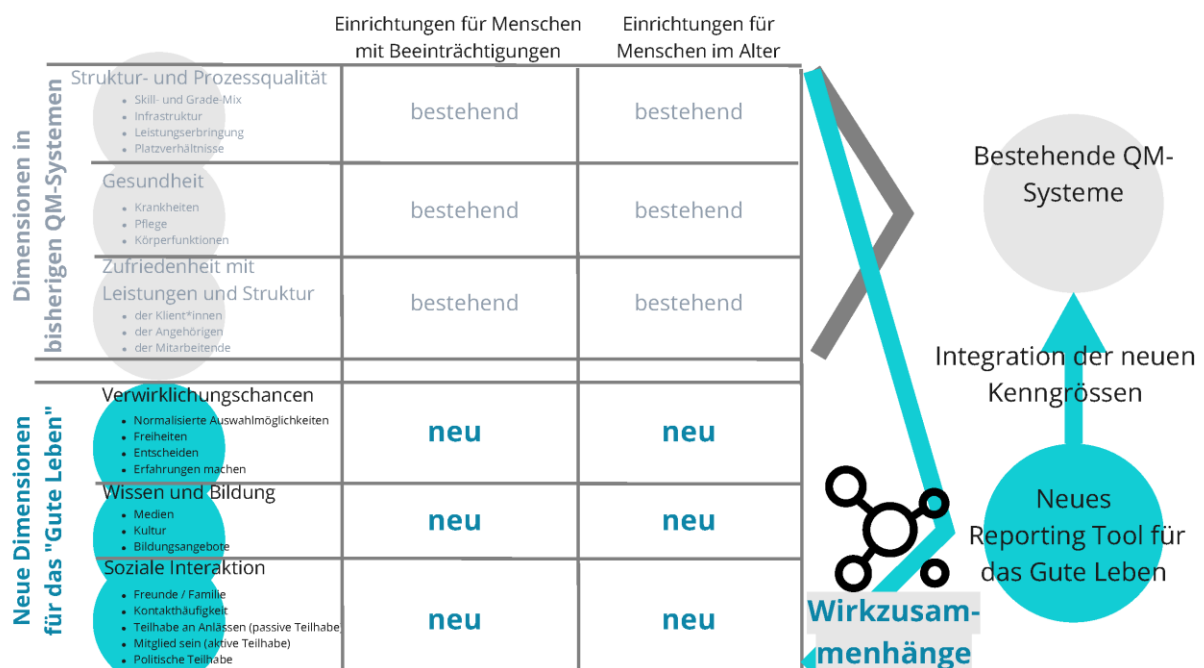 Einrichtungen für Menschen
mit Beeinträchtigungen
Einrichtungen für
Menschen im Alter
Dimensionen in
bisherigen QM-Systemen
Struktur- und Prozessqualität
• Skill- und Grade-Mix
• Infrastruktur
• Leistungserbringung
• Platzverhältnisse
bestehend
bestehend
Gesundheit
• Krankheiten
• Pflege
• Körperfunktionen
bestehend
bestehend
Zufriedenheit mit
Leistungen und Struktur
• der Klient*innen
• der Angehörigen
• der Mitarbeitende
bestehend
bestehend
Neue Dimensionen
für das "Gute Leben"
Verwirklichungschancen
• Normalisierte Auswahlmöglichkeiten
• Freiheiten
• Entscheiden
• Erfahrungen machen
neu
neu
Wissen und Bildung
• Medien
• Kultur
• Bildungsangebote
neu
neu
Soziale Interaktion
• Freunde / Familie
• Kontakthäufigkeit
• Teilhabe an Anlässen (passive Teilhabe)
• Mitglied sein (aktive Teilhabe)
• Politische Teilhabe
neu
neu
Wirkzusam-
menhänge
Bestehende QM-
Systeme
Integration der neuen
Kenngrössen
Neues
Reporting Tool für
das Gute Leben